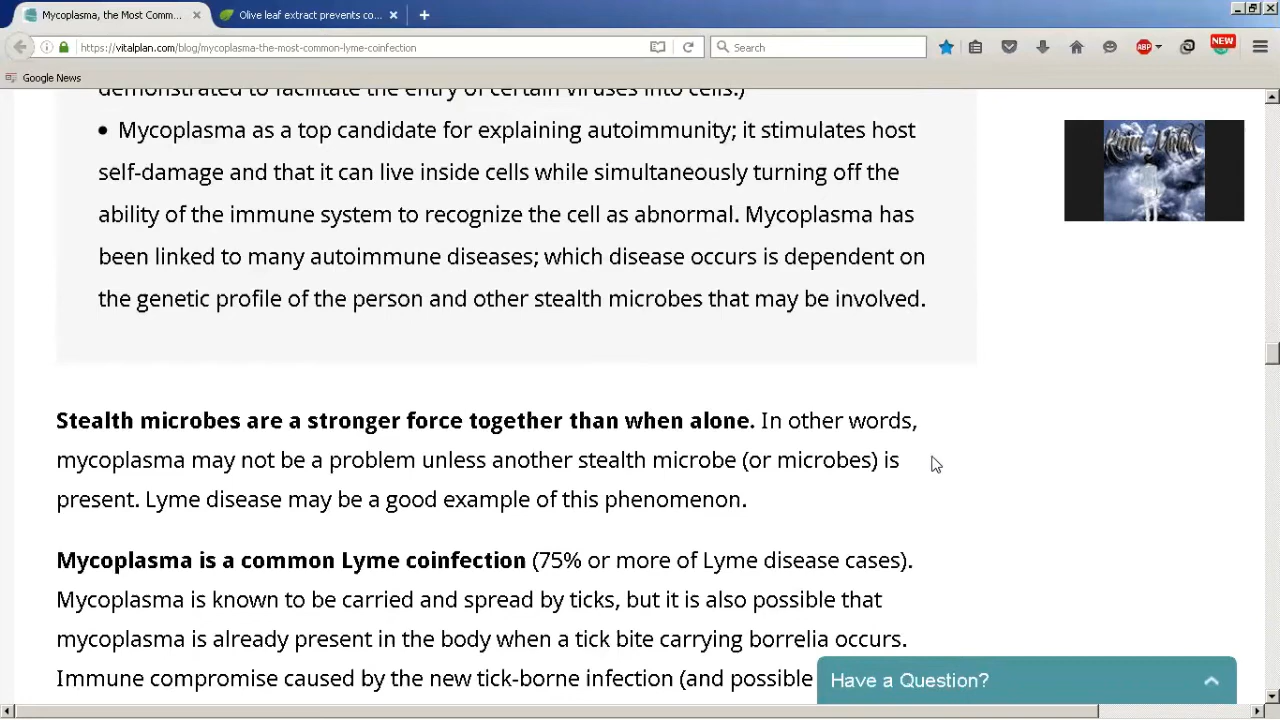 Mycoplasma, the Most Comm...
Olive leaf extract prevents co...
https://vitalplan.com/blog/mycoplasma-the-most-common-lyme-coinfection
Search
ABP
NEW
Google News
demonstrated to facilitate the entry of certain viruses into cells.)
• Mycoplasma as a top candidate for explaining autoimmunity; it stimulates host
self-damage and that it can live inside cells while simultaneously turning off the
ability of the immune system to recognize the cell as abnormal. Mycoplasma has
been linked to many autoimmune diseases; which disease occurs is dependent on
the genetic profile of the person and other stealth microbes that may be involved.
Stealth microbes are a stronger force together than when alone. In other words,
mycoplasma may not be a problem unless another stealth microbe (or microbes) is
present. Lyme disease may be a good example of this phenomenon.
Mycoplasma is a common Lyme coinfection (75% or more of Lyme disease cases).
Mycoplasma is known to be carried and spread by ticks, but it is also possible that
mycoplasma is already present in the body when a tick bite carrying borrelia occurs.
Immune compromise caused by the new tick-borne infection (and possible
Have a Question?